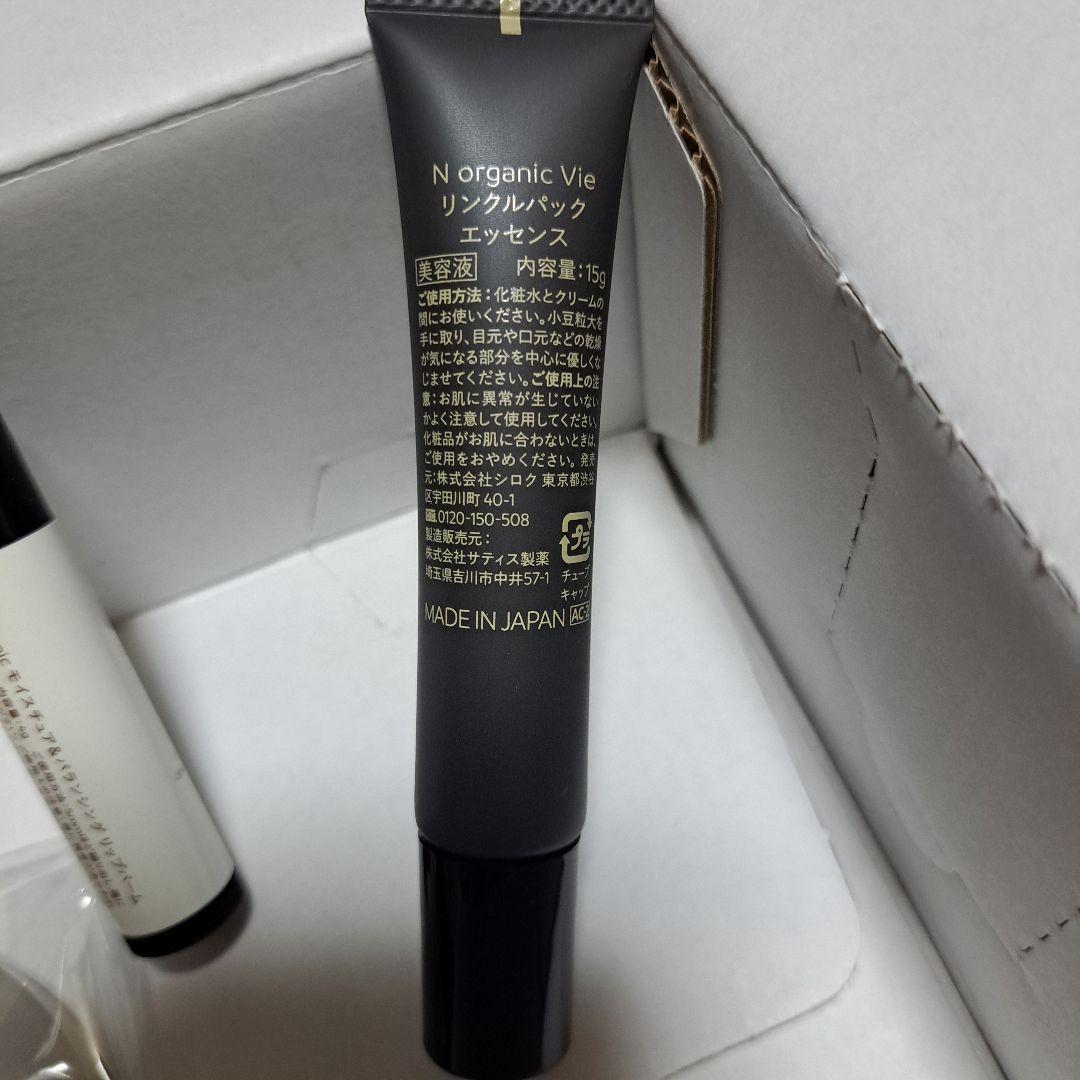 N organic Vie
リンクルパック
エッセンス
美容液 内容量:15g
ご使用方法:化粧水とクリームの
間にお使いください。小豆粒大を
手に取り、目元や口元などの乾燥
が気になる部分を中心に優しくな
じませてください。ご使用上の注
意:お肌に異常が生じていない
かよく注意して使用してください。
化粧品がお肌に合わないときは、
ご使用をおやめください。発売
元:株式会社シロク 東京都渋谷
区宇田川町 40-1
0120-150-508
製造販売元:
株式会社サティス製薬
埼玉県吉川市中井57-1
プラ
チューブ
キャップ
MADE IN JAPAN
モイスチュア&バランシング リップバーム